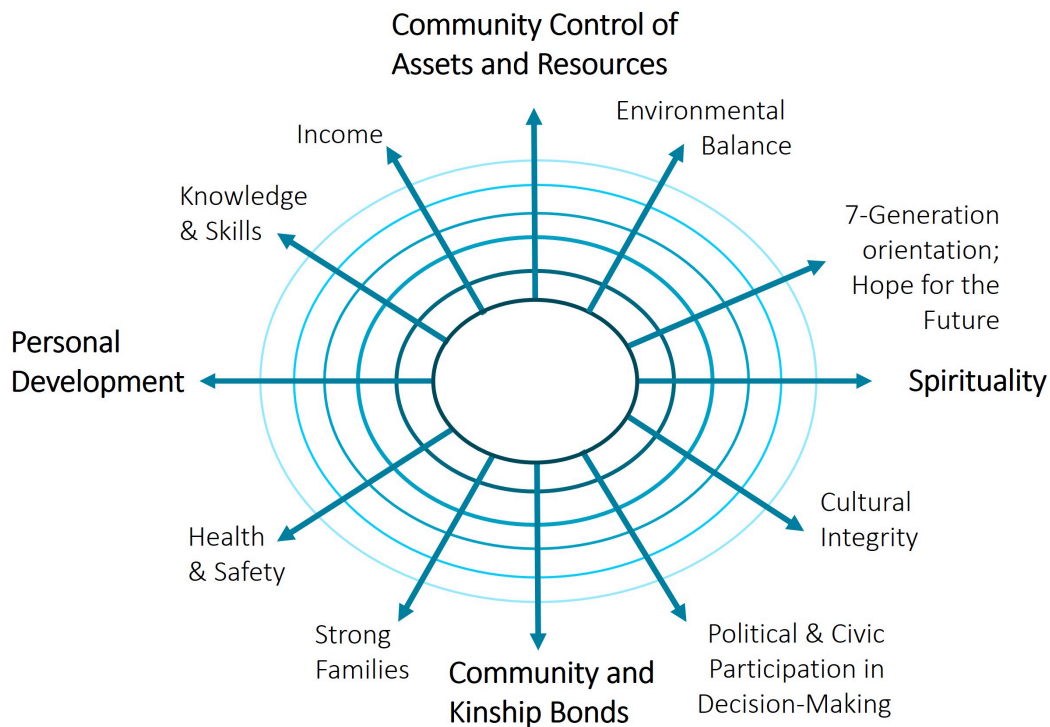 Community Control of
Assets and Resources
Environmental
Balance
Income
Knowledge
& Skills
7-Generation
orientation;
Hope for the
Future
Personal
Development
Spirituality
Cultural
Integrity
Health
& Safety
Strong
Families
Community and
Kinship Bonds
Political & Civic
Participation in
Decision-Making